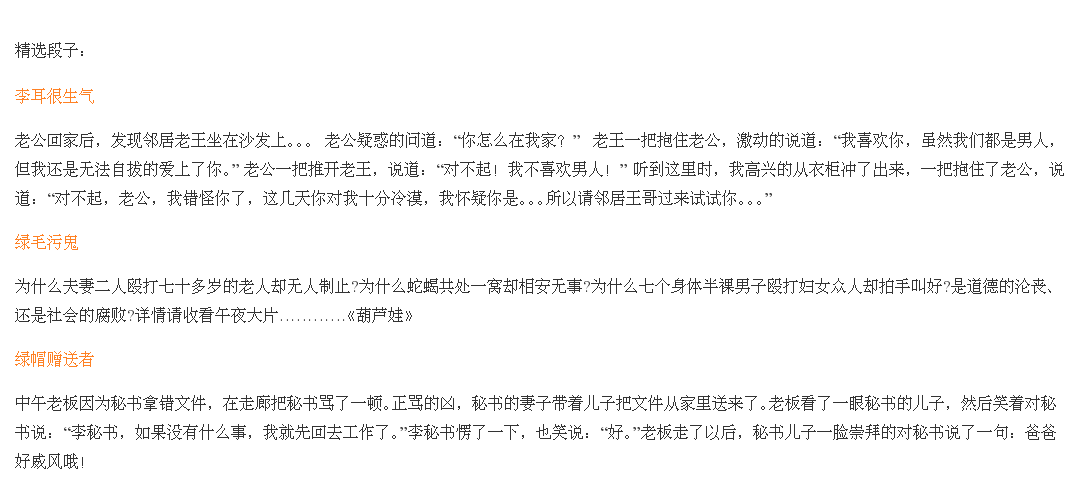 精选段子：
李耳很生气
老公回家后，发现邻居老王坐在沙发上。。。 老公疑惑的问道：“你怎么在我家？” 老王一把抱住老公，激动的说道：“我喜欢你，虽然我们都是男人，
但我还是无法自拔的爱上了你。” 老公一把推开老王，说道：“对不起！我不喜欢男人！” 听到这里时，我高兴的从衣柜冲了出来，一把抱住了老公，说
道：“对不起，老公，我错怪你了，这几天你对我十分冷漠，我怀疑你是。。。所以请邻居王哥过来试试你。。。”
绿毛污鬼
为什么夫妻二人殴打七十多岁的老人却无人制止?为什么蛇蝎共处一窝却相安无事?为什么七个身体半裸男子殴打妇女众人却拍手叫好?是道德的沦丧、
还是社会的腐败?详情请收看午夜大片…………《葫芦娃》
绿帽赠送者
中午老板因为秘书拿错文件，在走廊把秘书骂了一顿。正骂的凶，秘书的妻子带着儿子把文件从家里送来了。老板看了一眼秘书的儿子，然后笑着对秘
书说：“李秘书，如果没有什么事，我就先回去工作了。”李秘书愣了一下，也笑说：“好。”老板走了以后，秘书儿子一脸崇拜的对秘书说了一句：爸爸
好威风哦！